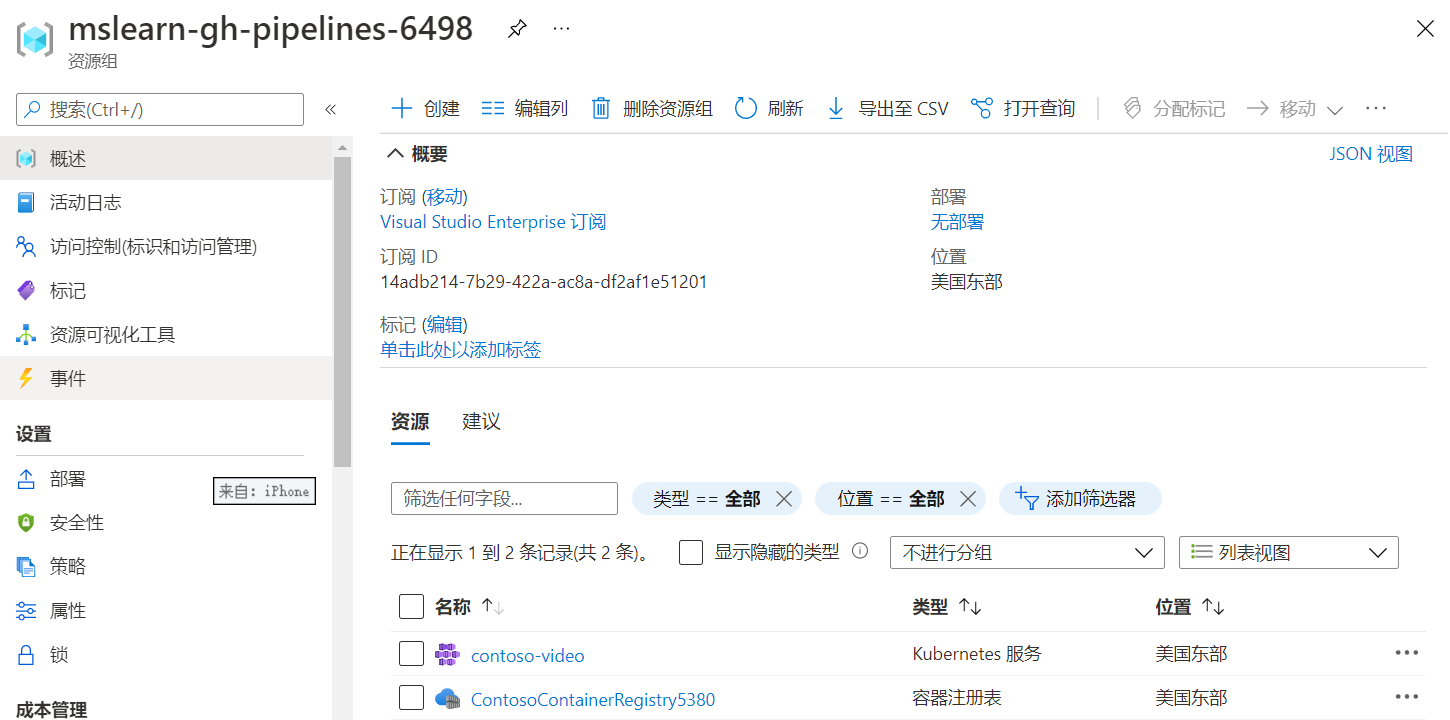 mslearn-gh-pipelines-6498
资源组
搜索(Ctrl+/)
概述
活动日志
访问控制(标识和访问管理)
标记
资源可视化工具
事件
设置
部署
来自: iPhone
安全性
策略
属性
锁
成本管理
创建 编辑列 删除资源组 刷新 导出至 CSV 打开查询 分配标记 移动
概要 JSON 视图
订阅 (移动)
Visual Studio Enterprise 订阅
订阅 ID
14adb214-7b29-422a-ac8a-df2af1e51201
标记 (编辑)
单击此处以添加标签
部署
无部署
位置
美国东部
资源 建议
筛选任何字段... 类型 == 全部 位置 == 全部 添加筛选器
正在显示 1 到 2 条记录(共 2 条)。 显示隐藏的类型 不进行分组 列表视图
名称 类型 位置
contoso-video Kubernetes 服务 美国东部
ContosoContainerRegistry5380 容器注册表 美国东部